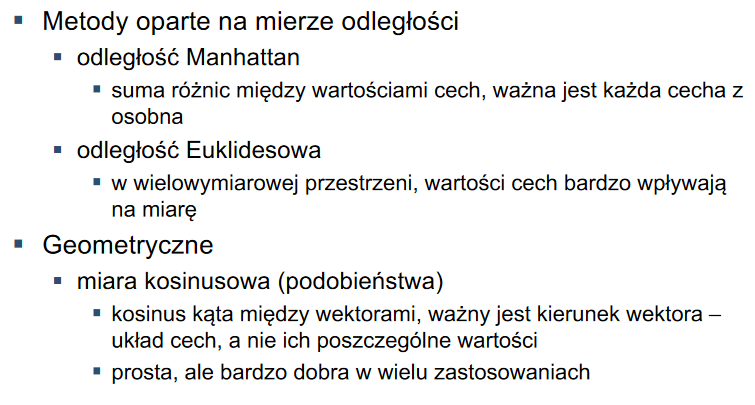 Metody oparte na mierze odległości
odległość Manhattan
suma różnic między wartościami cech, ważna jest każda cecha z
osobna
odległość Euklidesowa
w wielowymiarowej przestrzeni, wartości cech bardzo wpływają
na miarę
Geometryczne
miara kosinusowa (podobieństwa)
kosinus kąta między wektorami, ważny jest kierunek wektora –
układ cech, a nie ich poszczególne wartości
prosta, ale bardzo dobra w wielu zastosowaniach